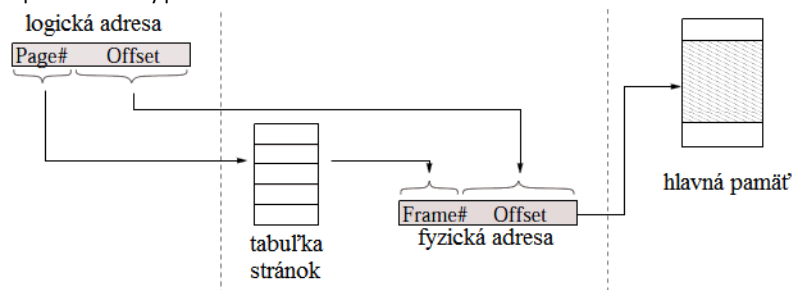 logická adresa
Page# Offset
tabuľka
stránok
Frame# Offset
fyzická adresa
hlavná pamäť